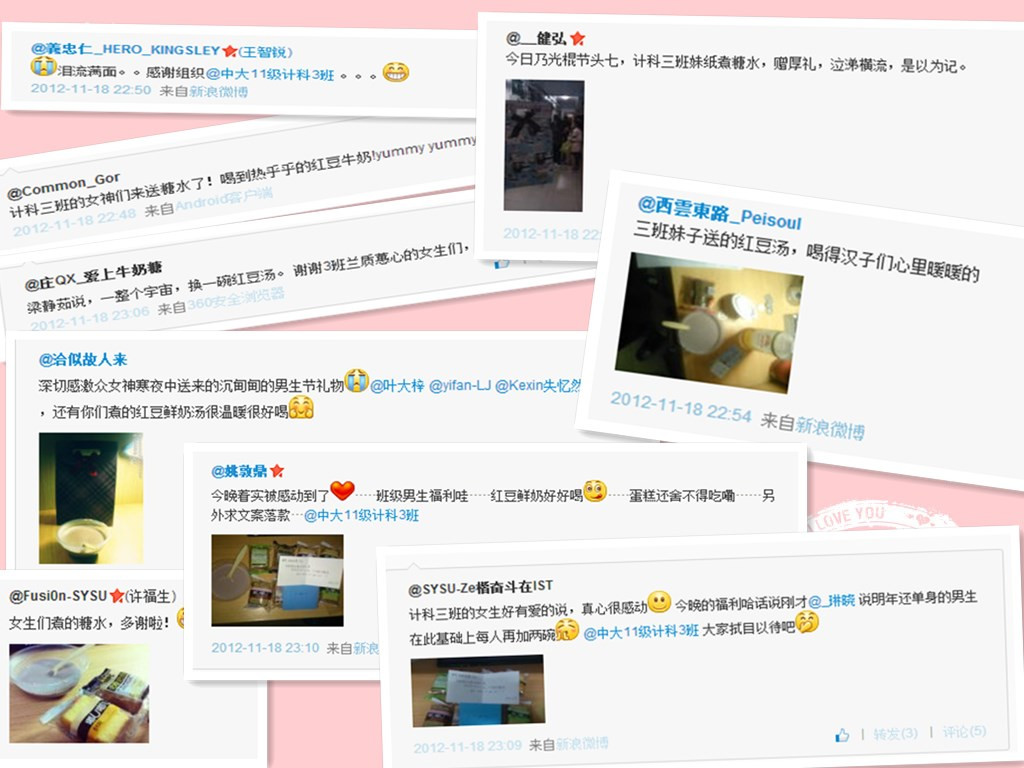 @義忠仁_HERO_KINGSLEY(王智锐)
泪流满面。。感谢组织@中大11级计科3班 。。。
2012-11-18 22:50 来自新浪微博
@__健弘
今日乃光棍节头七，计科三班妹纸煮糖水，赠厚礼，泣涕横流，是以为记。
2012-11-18 22:
@Common_Gor
计科三班的女神们来送糖水了！喝到热乎乎的红豆牛奶!yummy yummy
2012-11-18 22:48 来自Android客户端
@西雲東路_Peisoul
三班妹子送的红豆汤，喝得汉子们心里暖暖的
2012-11-18 22:54 来自新浪微博
@庄QX_爱上牛奶糖
梁静茹说，一整个宇宙，换一碗红豆汤。谢谢3班兰质蕙心的女生们，
2012-11-18 23:06 来自360安全浏览器
@洽似故人来
深切感激众女神寒夜中送来的沉甸甸的男生节礼物@叶大梓 @yifan-LJ @Kexin失忆然
，还有你们煮的红豆鲜奶汤很温暖很好喝
@姚敦鼎
今晚着实被感动到了……班级男生福利哇……红豆鲜奶好好喝……蛋糕还舍不得吃嘞……另
外求文案落款…@中大11级计科3班
2012-11-18 23:10 来自新浪
LOVE YOU
@Fusi0n-SYSU(许福生)
女生们煮的糖水，多谢啦！
@SYSU-Ze楷奋斗在IST
计科三班的女生好有爱的说，真心很感动 今晚的福利哈话说刚才@_琳晓 说明年还单身的男生
在此基础上每人再加两碗 @中大11级计科3班 大家拭目以待吧
2012-11-18 23:09 来自新浪微博
转发(3) | 评论(5)